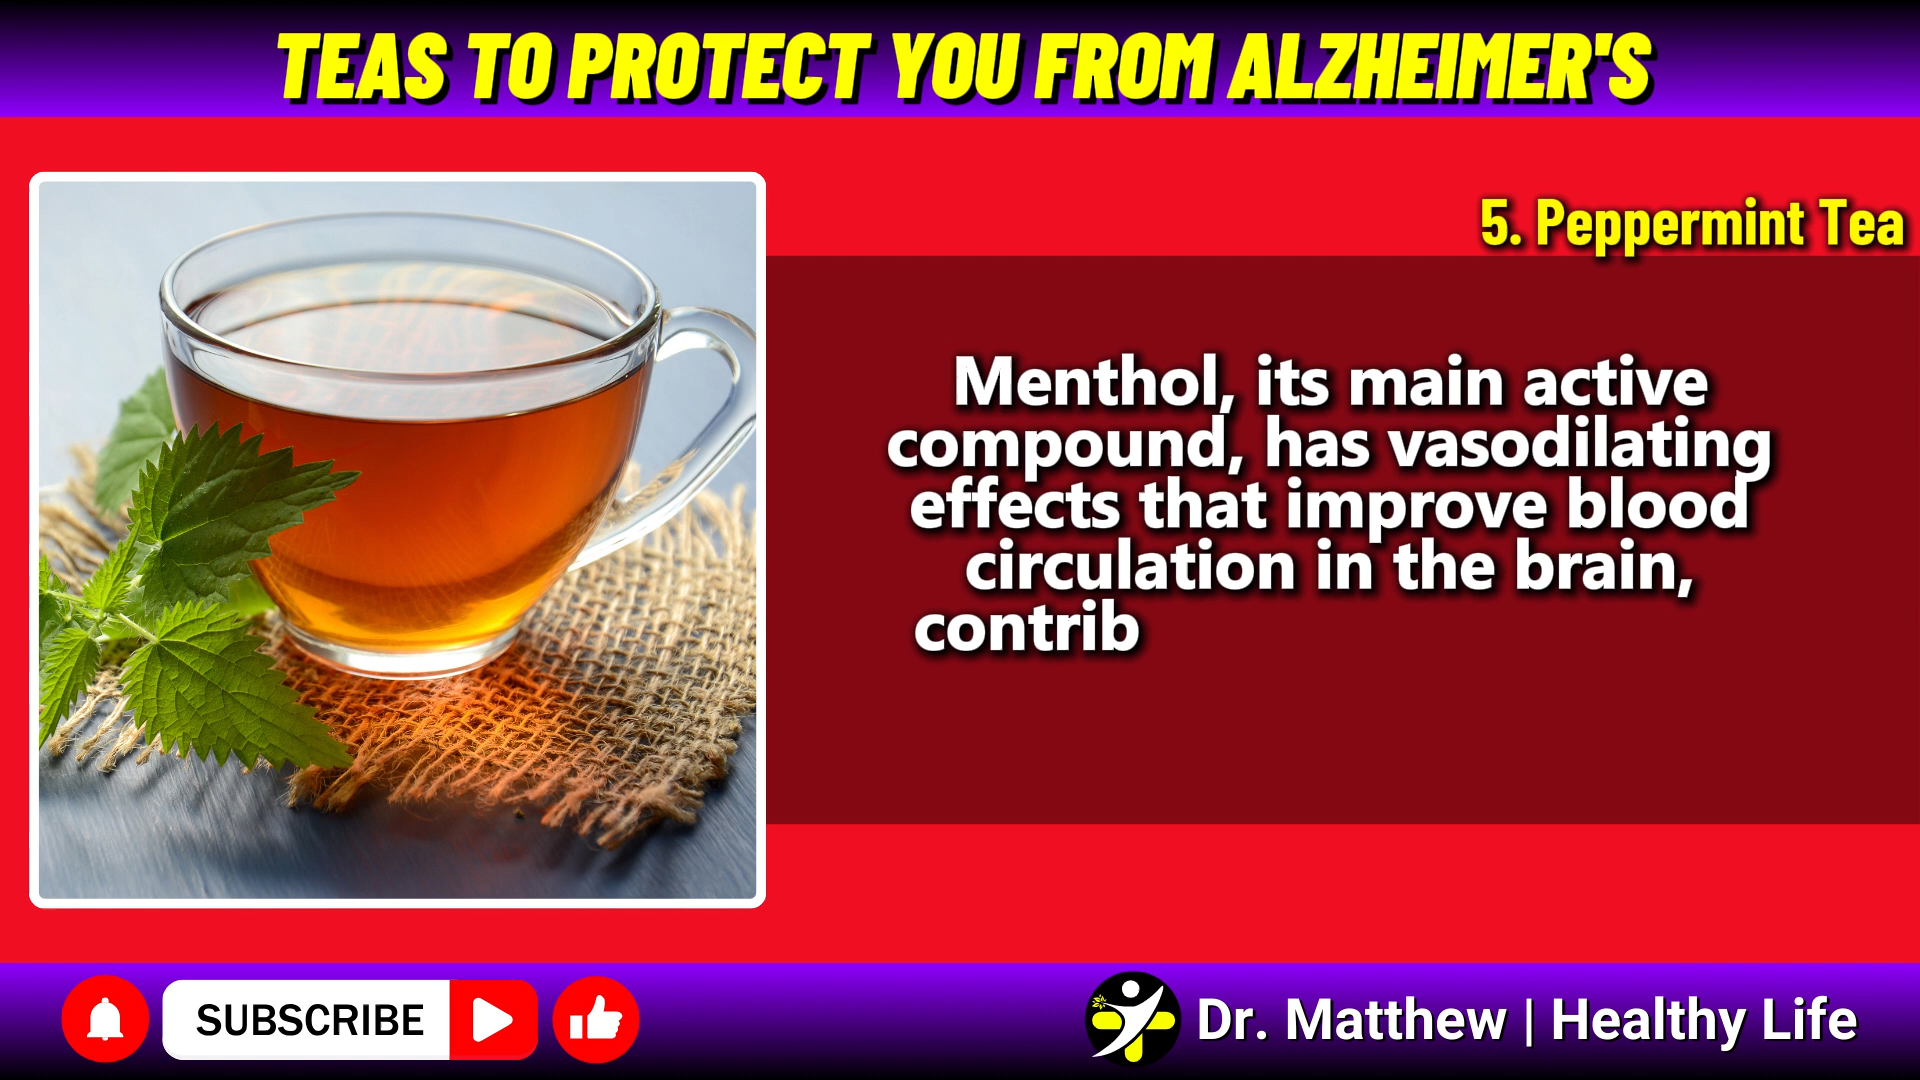 TEAS TO PROTECT YOU FROM ALZHEIMER'S
5. Peppermint Tea
Menthol, its main active
compound, has vasodilating
effects that improve blood
circulation in the brain,
contrib
SUBSCRIBE
Dr. Matthew | Healthy Life